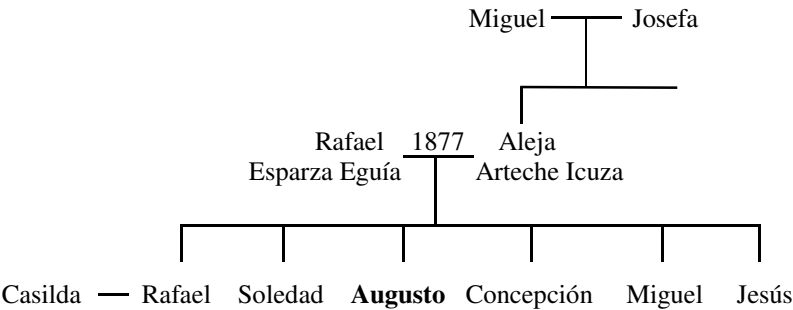 Miguel Josefa
Rafael 1877 Aleja
Esparza Eguía Arteche Icuza
Casilda Rafael Soledad Augusto Concepción Miguel Jesús